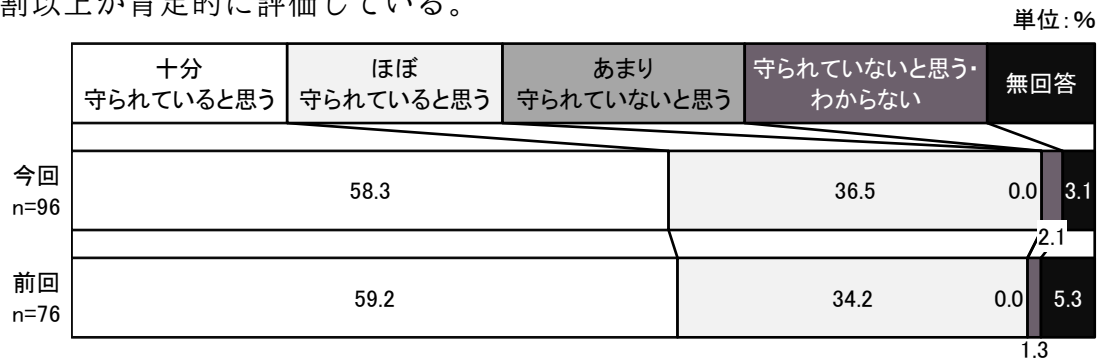 割以上が肯定的に評価している。
単位:%
十分
守られていると思う
ほぼ
守られていると思う
あまり
守られていないと思う
守られていないと思う・
わからない
無回答
今回
n=96
58.3
36.5
0.0
3.1
2.1
前回
n=76
59.2
34.2
0.0
5.3
1.3